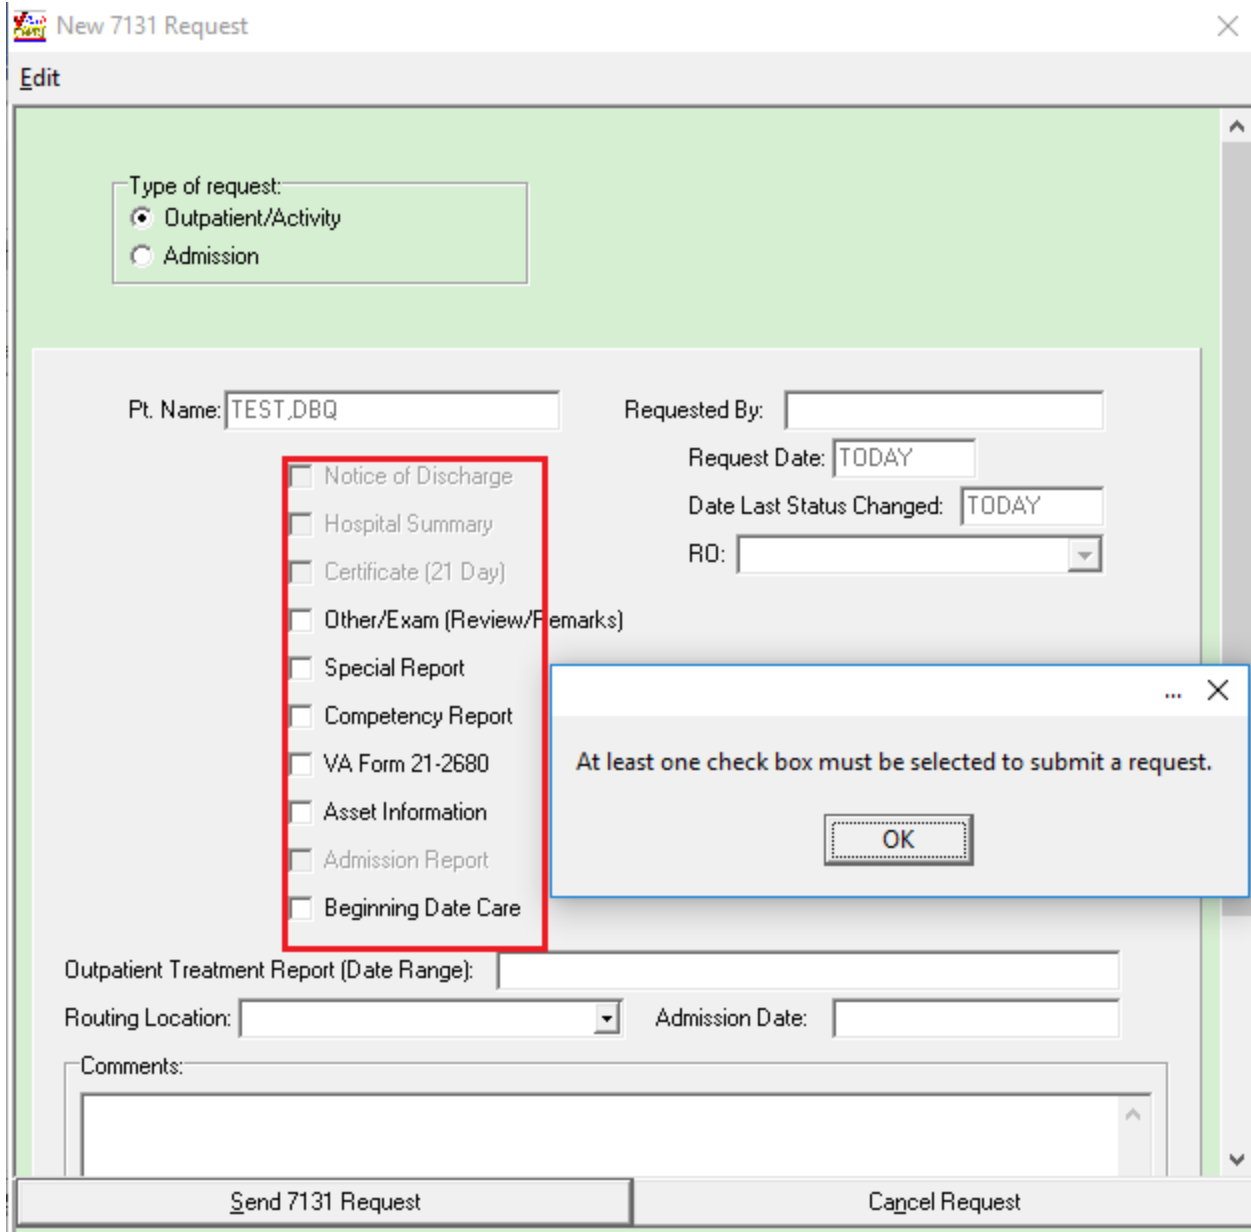 New 7131 Request
Edit
Type of request:
Outpatient/Activity
Admission
Pt. Name: TEST,DBQ
Requested By:
Request Date: TODAY
Date Last Status Changed: TODAY
RO:
Notice of Discharge
Hospital Summary
Certificate (21 Day)
Other/Exam (Review/Remarks)
Special Report
Competency Report
VA Form 21-2680
Asset Information
Admission Report
Beginning Date Care
...
At least one check box must be selected to submit a request.
OK
Outpatient Treatment Report (Date Range):
Routing Location:
Admission Date:
Comments:
Send 7131 Request
Cancel Request